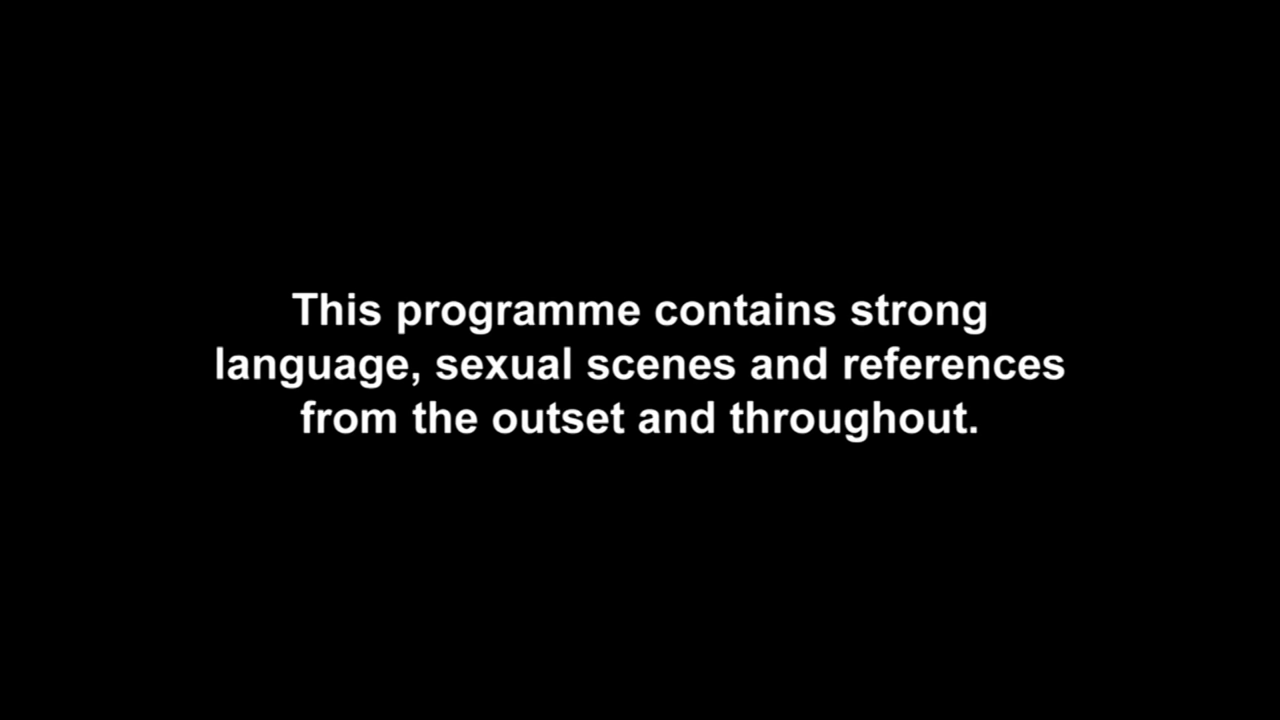 This programme contains strong
language, sexual scenes and references
from the outset and throughout.